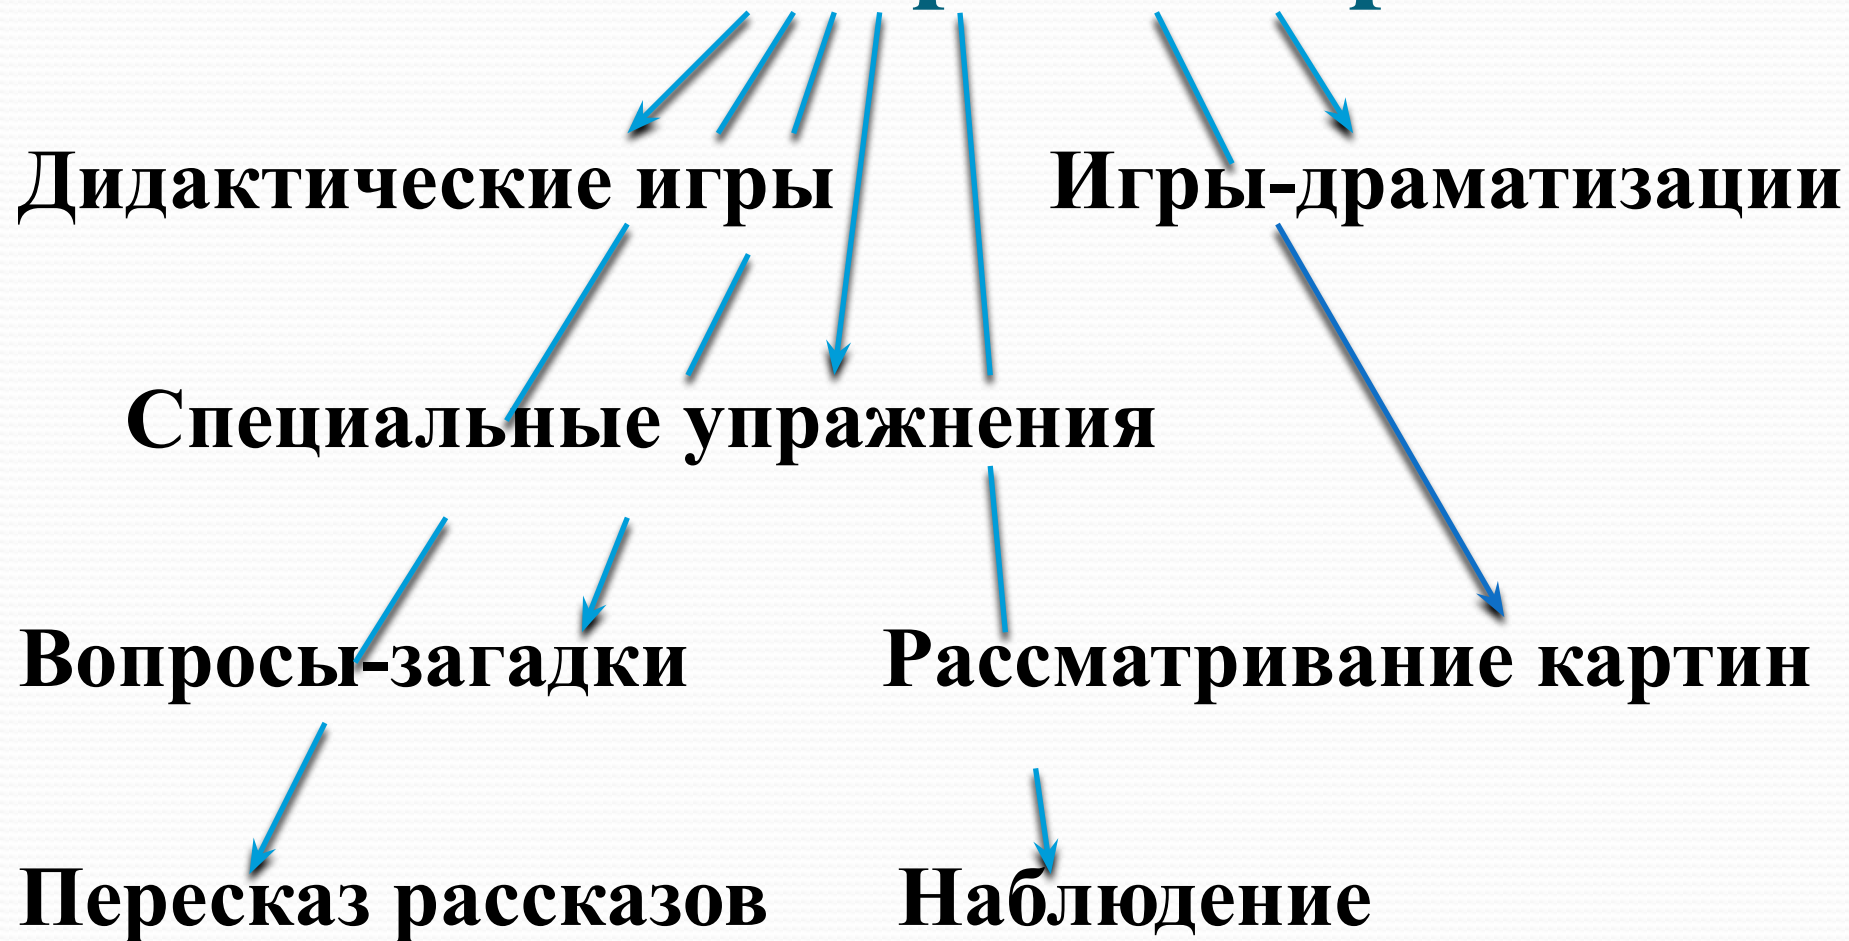 Дидактические игры Игры-драматизации
Специальные упражнения
Вопросы-загадки Рассматривание картин
Пересказ рассказов Наблюдение